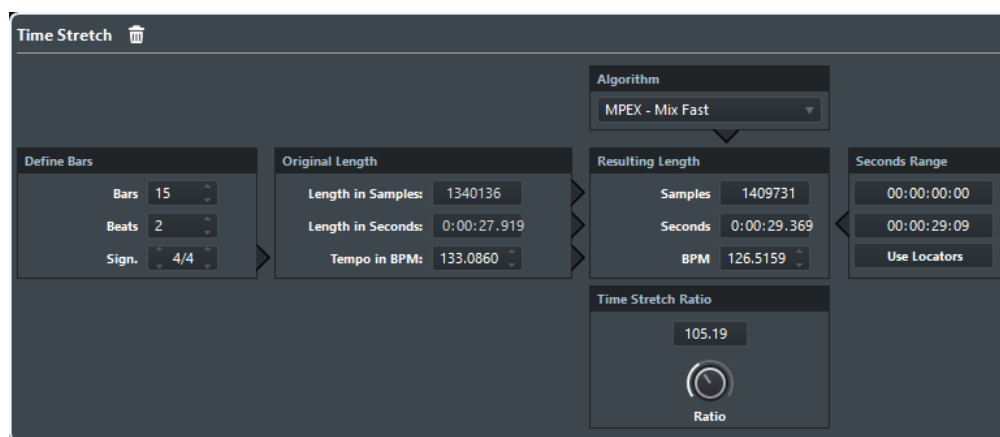 Time Stretch
Algorithm
MPEX - Mix Fast
Define Bars
Bars 15
Beats 2
Sign. 4/4
Original Length
Length in Samples: 1340136
Length in Seconds: 0:00:27.919
Tempo in BPM: 133.0860
Resulting Length
Samples 1409731
Seconds 0:00:29.369
BPM 126.5159
Seconds Range
00:00:00:00
00:00:29:09
Use Locators
Time Stretch Ratio
105.19
Ratio